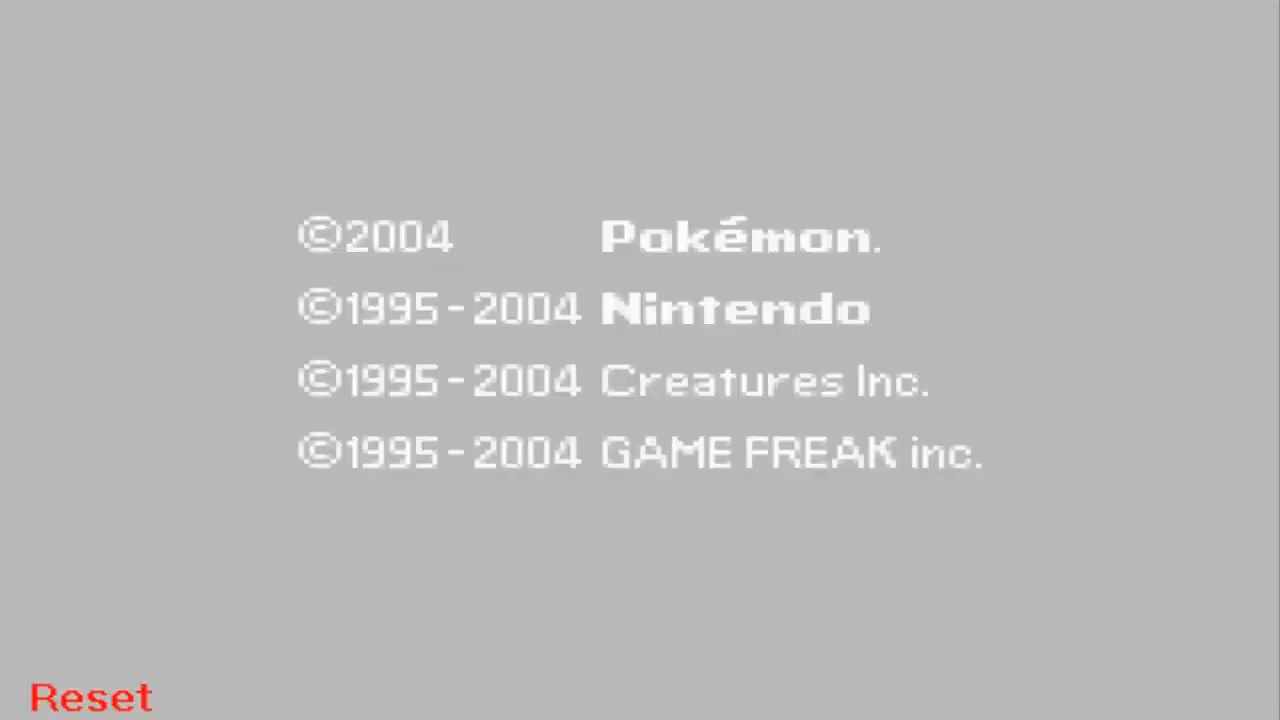 ©2004 Pokémon.
©1995-2004 Nintendo
©1995-2004 Creatures Inc.
©1995-2004 GAME FREAK inc.
Reset